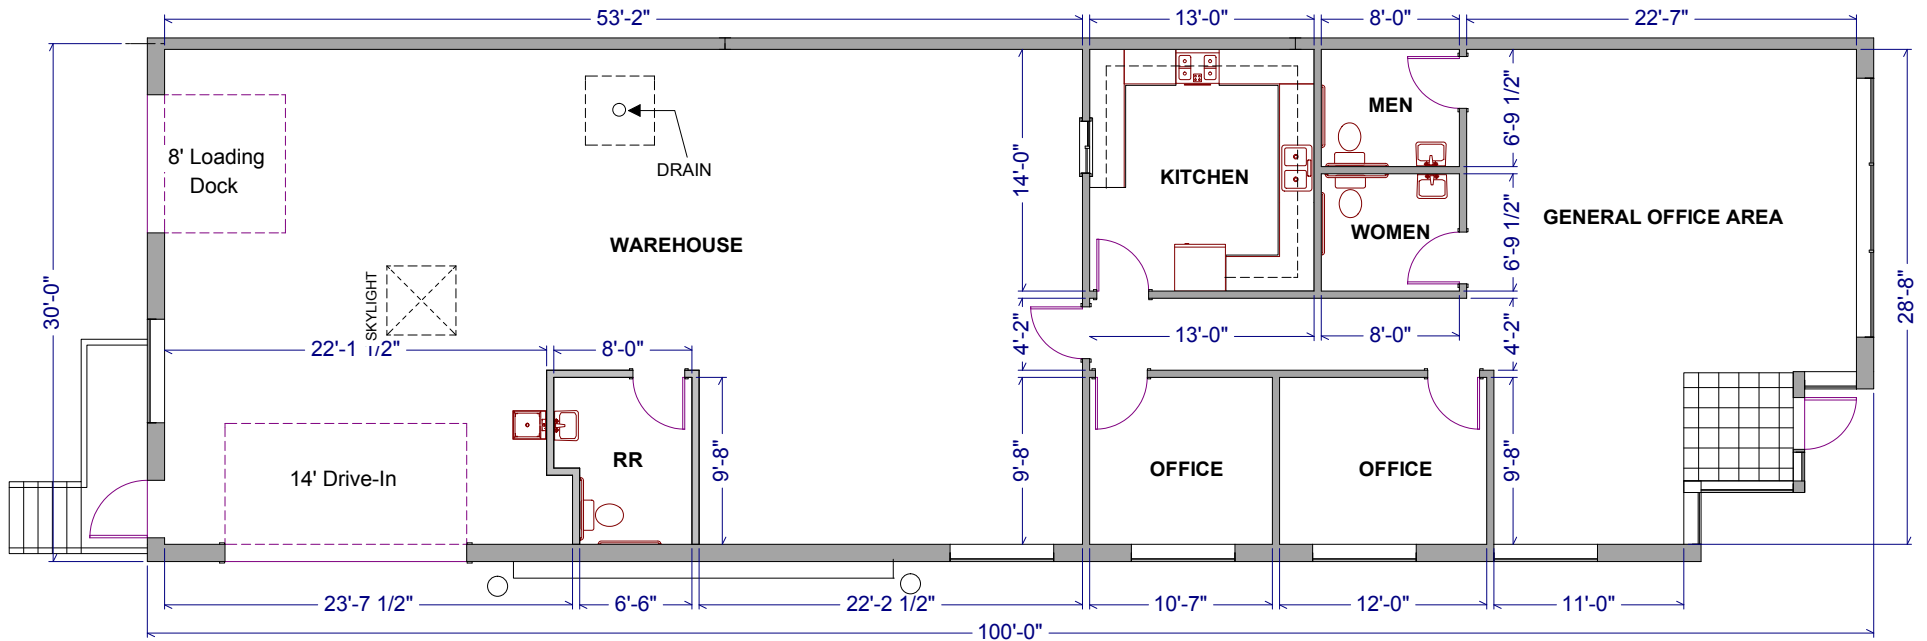 53'-2"
13'-0"
8'-0"
22'-7"
8' Loading
Dock
DRAIN
MEN
6'-9 1/2"
14'-0"
KITCHEN
WOMEN
6'-9 1/2"
GENERAL OFFICE AREA
WAREHOUSE
SKYLIGHT
30'-0"
28'-8"
22'-1 1/2"
8'-0"
4'-2"
13'-0"
8'-0"
4'-2"
14' Drive-In
RR
9'-8"
9'-8"
OFFICE
OFFICE
9'-8"
23'-7 1/2"
6'-6"
22'-2 1/2"
10'-7"
12'-0"
11'-0"
100'-0"